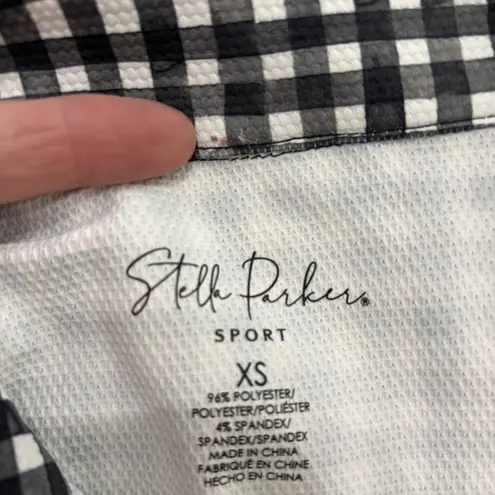 Stella Parker®
SPORT
XS
96% POLYESTER/
POLYESTER/POLIÉSTER
4% SPANDEX/
SPANDEX/SPANDEX
MADE IN CHINA
FABRIQUÉ EN CHINE
HECHO EN CHINA